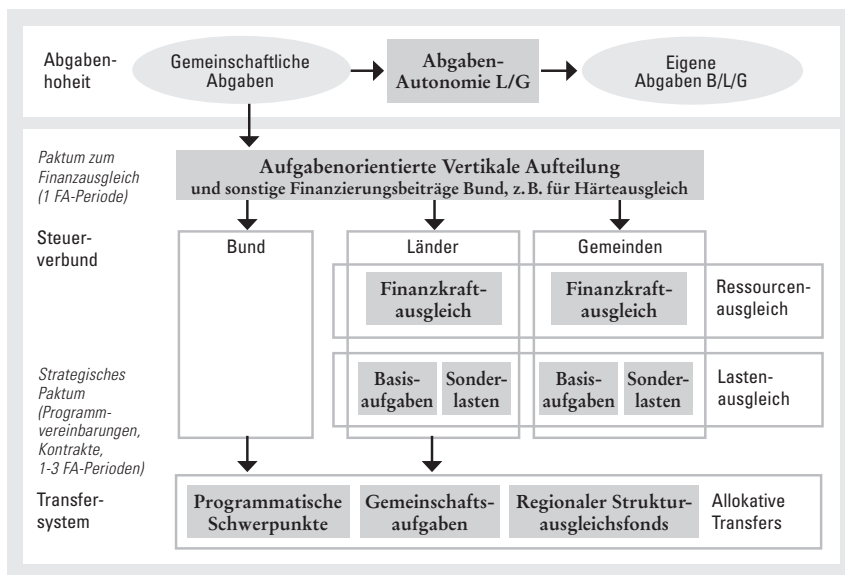 Abgaben-
hoheit
Gemeinschaftliche
Abgaben
Abgaben-
Autonomie L/G
Eigene
Abgaben B/L/G
Paktum zum
Finanzausgleich
(1 FA-Periode)
Aufgabenorientierte Vertikale Aufteilung
und sonstige Finanzierungsbeiträge Bund, z. B. für Härteausgleich
Steuer-
verbund
Bund
Länder
Gemeinden
Finanzkraft-
ausgleich
Finanzkraft-
ausgleich
Ressourcen-
ausgleich
Strategisches
Paktum
(Programm-
vereinbarungen,
Kontrakte,
1-3 FA-Perioden)
Basis-
aufgaben
Sonder-
lasten
Basis-
aufgaben
Sonder-
lasten
Lasten-
ausgleich
Transfer-
system
Programmatische
Schwerpunkte
Gemeinschafts-
aufgaben
Regionaler Struktur-
ausgleichsfonds
Allokative
Transfers